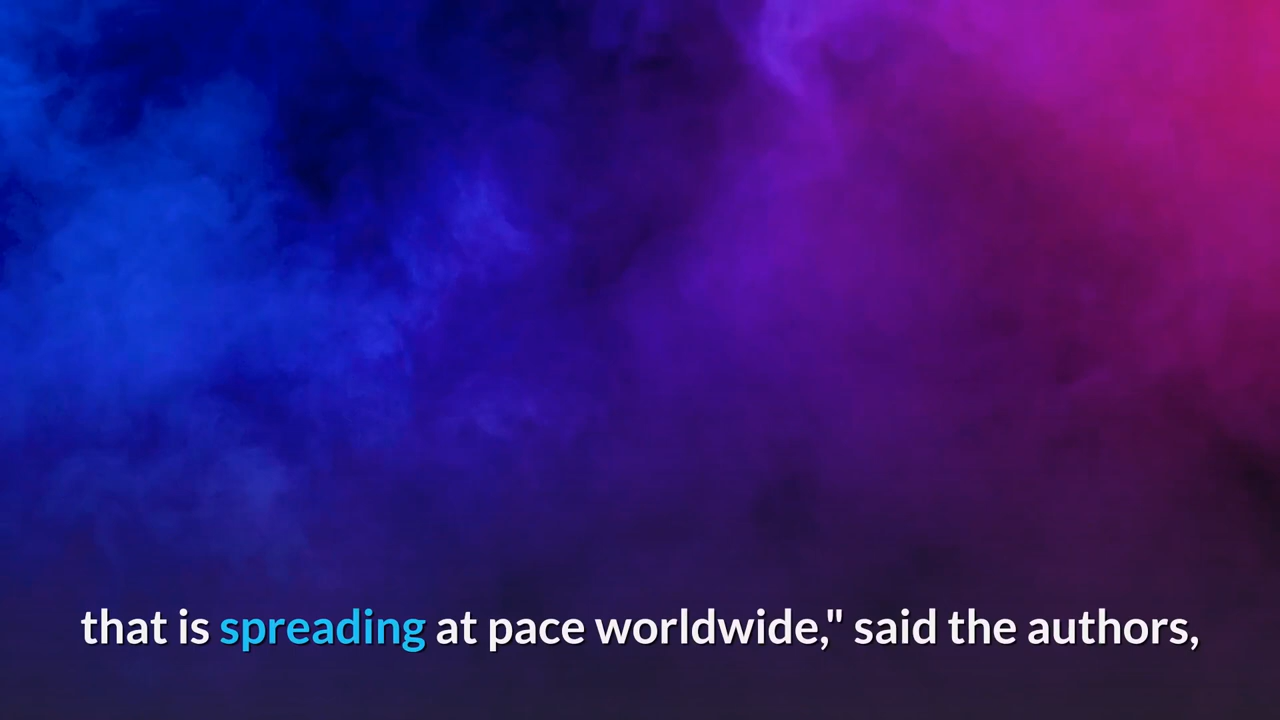 that is spreading at pace worldwide," said the authors,